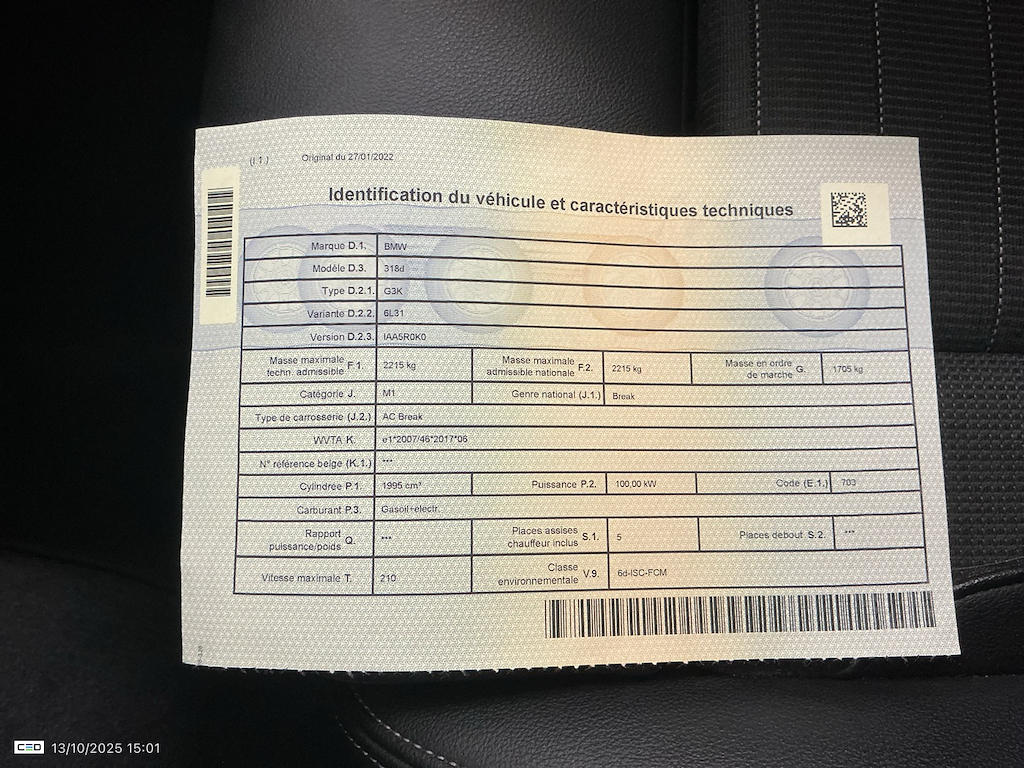 (I.1.) Original du 27/01/2022
Identification du véhicule et caractéristiques techniques
Marque D.1. BMW
Modèle D.3. 318d
Type D.2.1. G3K
Variante D.2.2. 6L31
Version D.2.3. IAA5R0K0
Masse maximale techn. admissible F.1. 2215 kg Masse maximale admissible nationale F.2. 2215 kg Masse en ordre de marche G. 1705 kg
Catégorie J. M1 Genre national (J.1.) Break
Type de carrosserie (J.2.) AC Break
WVTA K. e1*2007/46*2017*06
N° référence belge (K.1.) ***
Cylindrée P.1. 1995 cm³ Puissance P.2. 100,00 kW Code (E.1.) 703
Carburant P.3. Gasoil+électr.
Rapport puissance/poids Q. *** Places assises chauffeur inclus S.1. 5 Places debout S.2. ***
Vitesse maximale T. 210 Classe environnementale V.9. 6d-ISC-FCM
CEO 13/10/2025 15:01